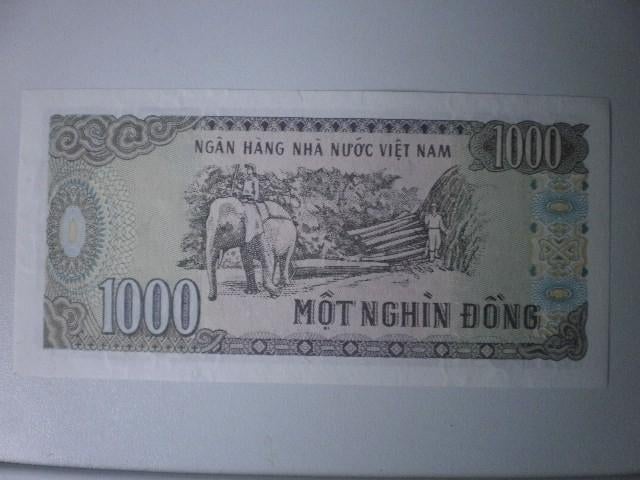 NGÂN HÀNG NHÀ NƯỚC VIỆT NAM
1000
1000
MỘT NGHÌN ĐỒNG